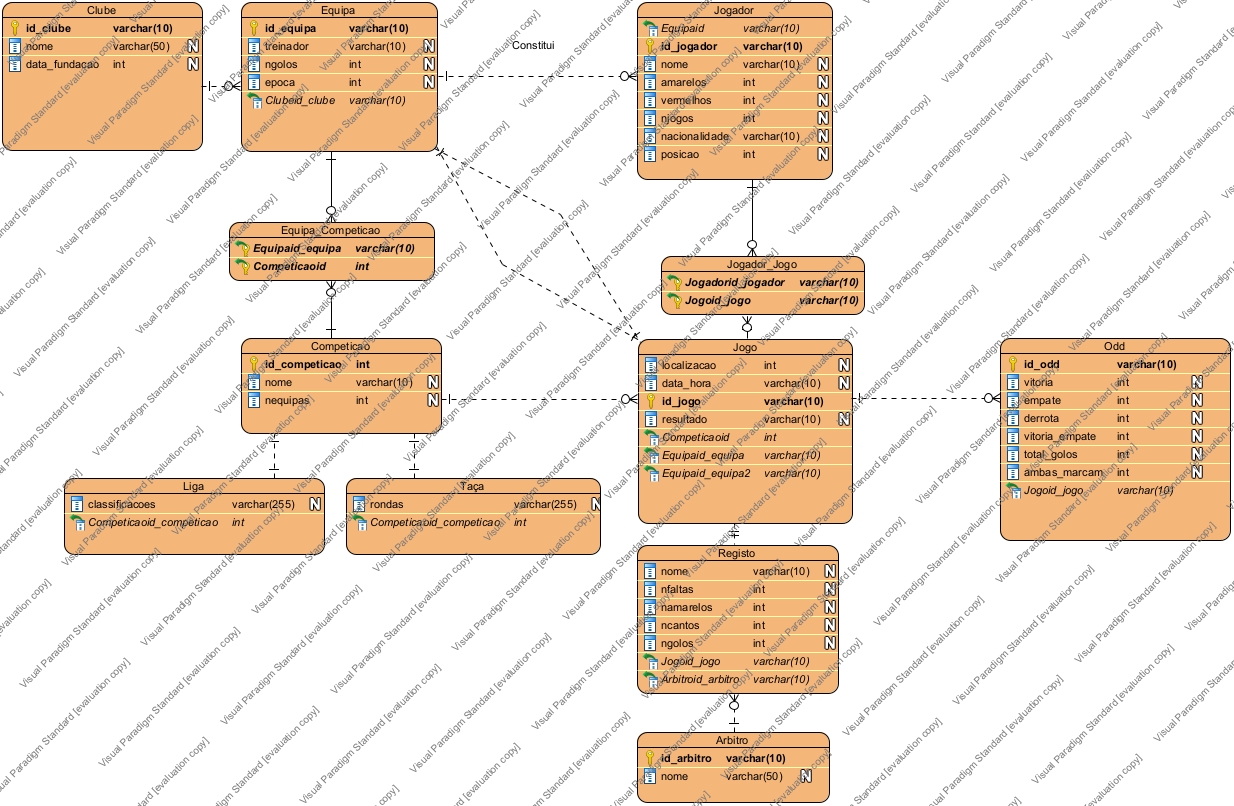 Clube
id_clube varchar(10)
nome varchar(50) N
data_fundacao int N
Equipa
id_equipa varchar(10)
treinador varchar(10) N
ngolos int N
epoca int N
Clubeid_clube varchar(10)
Constitui
Jogador
Equipaid varchar(10)
id_jogador varchar(10)
nome varchar(10) N
amarelos int N
vermelhos int N
njogos int N
nacionalidade varchar(10) N
posicao int N
Equipa_Competicao
Equipaid_equipa varchar(10)
Competicaoid int
Jogador_Jogo
Jogadorid_jogador varchar(10)
Jogoid_jogo varchar(10)
Competicao
id_competicao int
nome varchar(10) N
nequipas int N
Jogo
localizacao int N
data_hora varchar(10) N
id_jogo varchar(10)
resultado varchar(10) N
Competicaoid int
Equipaid_equipa varchar(10)
Equipaid_equipa2 varchar(10)
Odd
id_odd varchar(10)
vitoria int N
empate int N
derrota int N
vitoria_empate int N
total_golos int N
ambas_marcam int N
Jogoid_jogo varchar(10)
Liga
classificacoes varchar(255) N
Competicaoid_competicao int
Taça
rondas varchar(255) N
Competicaoid_competicao int
Registo
nome varchar(10) N
nfaltas int N
namarelos int N
ncantos int N
ngolos int N
Jogoid_jogo varchar(10)
Arbitroid_arbitro varchar(10)
Arbitro
id_arbitro varchar(10)
nome varchar(50) N
Visual Paradigm Standard [evaluation copy]